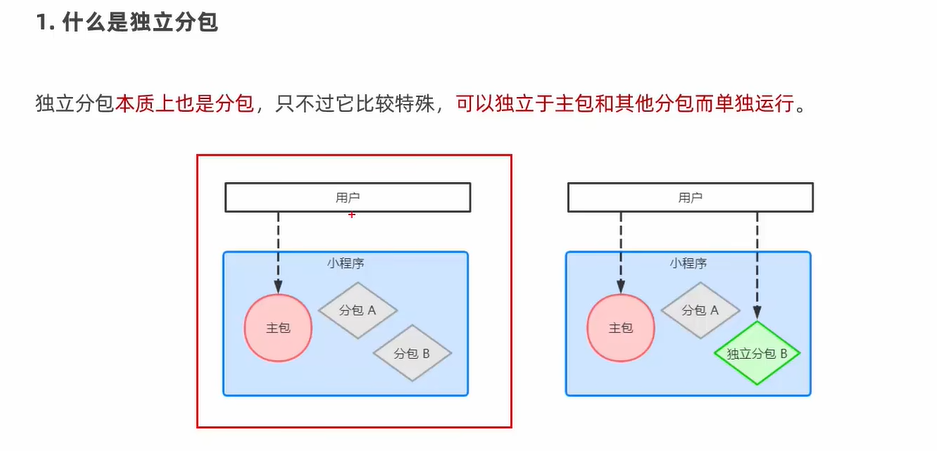 1. 什么是独立分包
独立分包本质上也是分包，只不过它比较特殊，可以独立于主包和其他分包而单独运行。
用户
小程序
分包 A
主包
分包 B
用户
小程序
分包 A
主包
独立分包 B